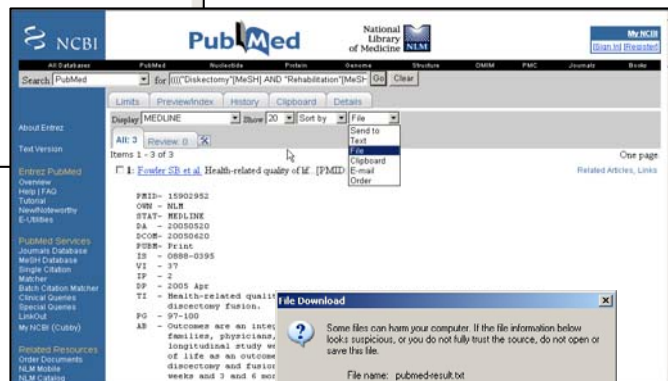 NCBI
PubMed
National
Library
of Medicine NLM
My NCBI
[Sign In] [Register]
All Databases PubMed Nucleotide Protein Genome Structure OMIM PMC Journals Books
Search PubMed for ((("Diskectomy"[MeSH] AND "Rehabilitation"[MeSH Go Clear
Limits Preview/Index History Clipboard Details
Display MEDLINE Show 20 Sort by File
Send to
Text
File
Clipboard
E-mail
Order
All: 3 Review: 0
Items 1 - 3 of 3
One page
1: Fowler SB et al. Health-related quality of lif...[PMID
Related Articles, Links
About Entrez
Text Version
Entrez PubMed
Overview
Help | FAQ
Tutorial
New/Noteworthy
E-Utilities
PubMed Services
Journals Database
MeSH Database
Single Citation
Matcher
Batch Citation Matcher
Clinical Queries
Special Queries
LinkOut
My NCBI (Cubby)
Related Resources
Order Documents
NLM Mobile
NLM Catalog
PMID- 15902952
OWN - NLM
STAT- MEDLINE
DA - 20050520
DCOM- 20050620
PUBM- Print
IS - 0888-0395
VI - 37
IP - 2
DP - 2005 Apr
TI - Health-related qualit
discectomy fusion.
PG - 97-100
AB - Outcomes are an integ
families, physicians,
longitudinal study we
of life as an outcome
discectomy and fusion
weeks and 3 and 6 mon
File Download
Some files can harm your computer. If the file information below
looks suspicious, or you do not fully trust the source, do not open or
save this file.
File name: pubmed-result.txt